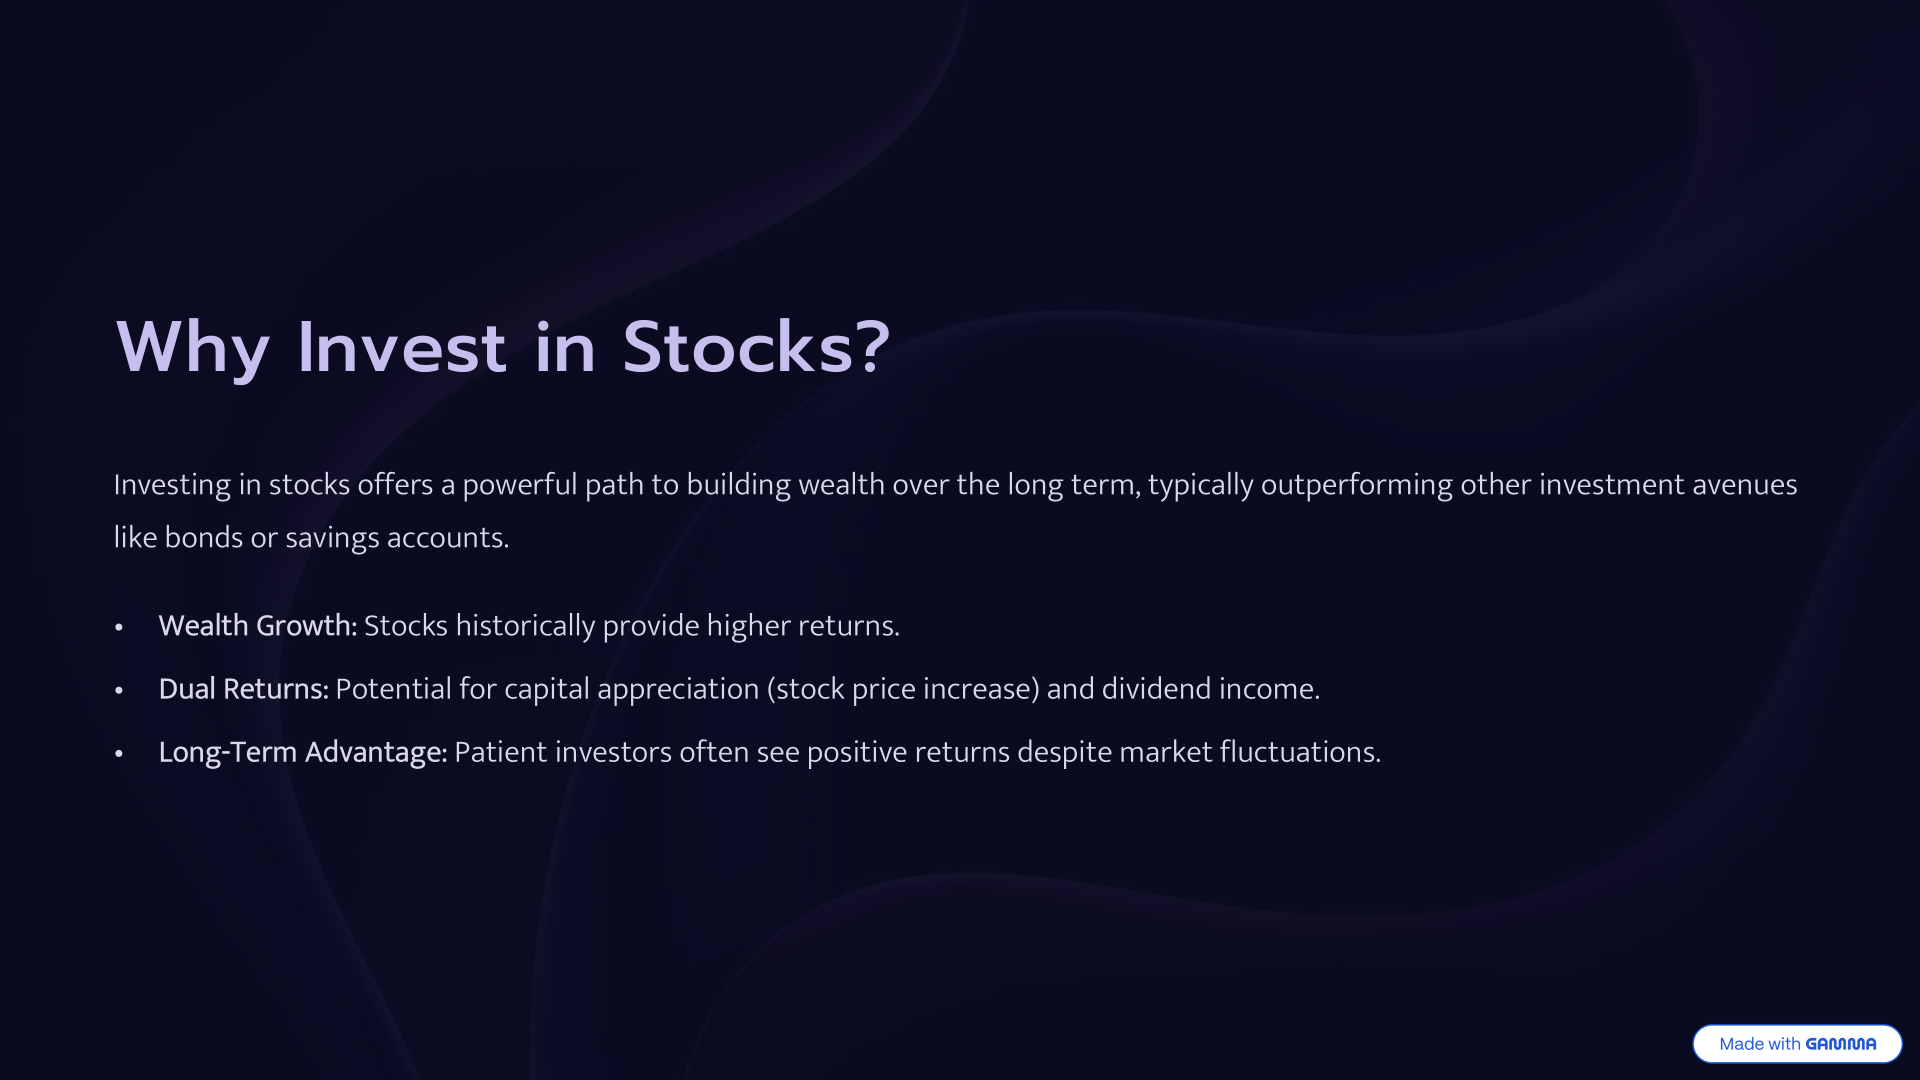 Why Invest in Stocks?
Investing in stocks offers a powerful path to building wealth over the long term, typically outperforming other investment avenues
like bonds or savings accounts.
• Wealth Growth: Stocks historically provide higher returns.
• Dual Returns: Potential for capital appreciation (stock price increase) and dividend income.
• Long-Term Advantage: Patient investors often see positive returns despite market fluctuations.
Made with GAMMA